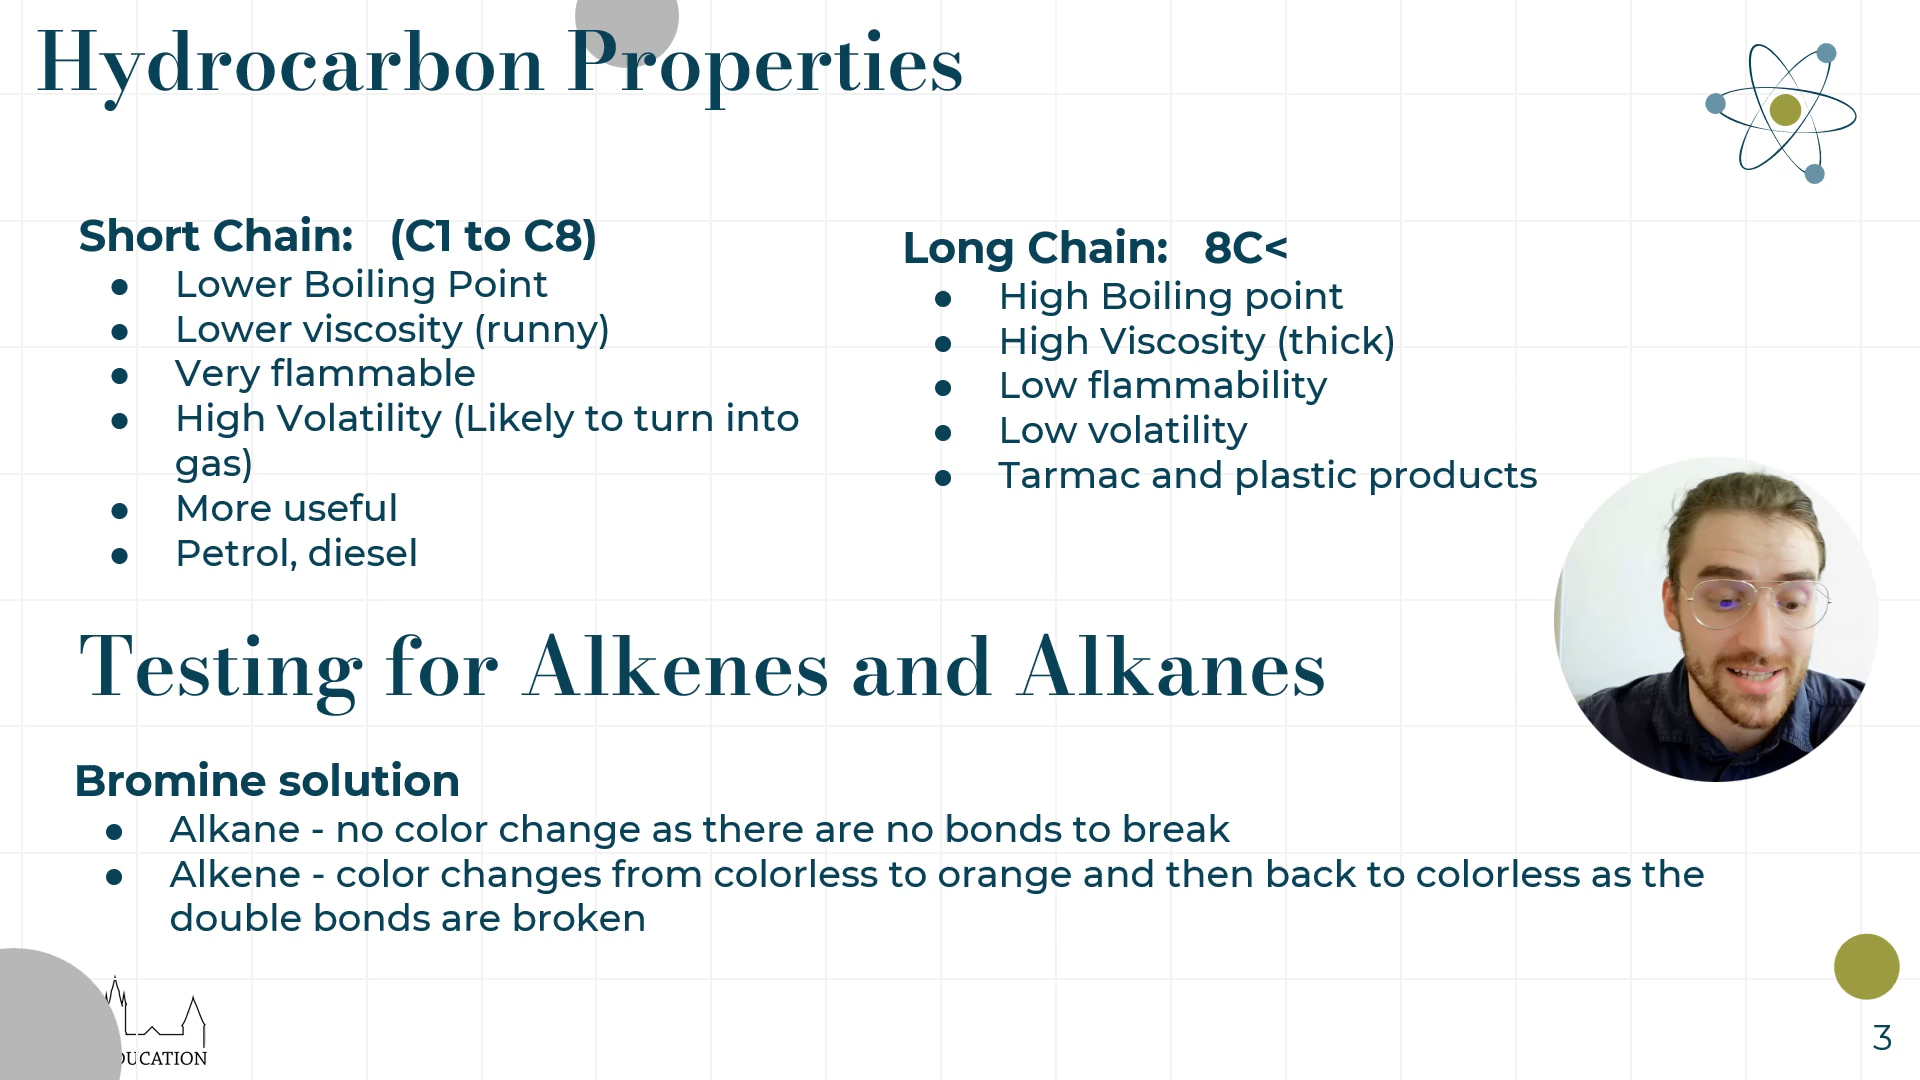 Hydrocarbon Properties
Short Chain: (C1 to C8)
● Lower Boiling Point
● Lower viscosity (runny)
● Very flammable
● High Volatility (Likely to turn into
gas)
● More useful
● Petrol, diesel
Long Chain: 8C<
● High Boiling point
● High Viscosity (thick)
● Low flammability
● Low volatility
● Tarmac and plastic products
Testing for Alkenes and Alkanes
Bromine solution
● Alkane - no color change as there are no bonds to break
● Alkene - color changes from colorless to orange and then back to colorless as the
double bonds are broken
3